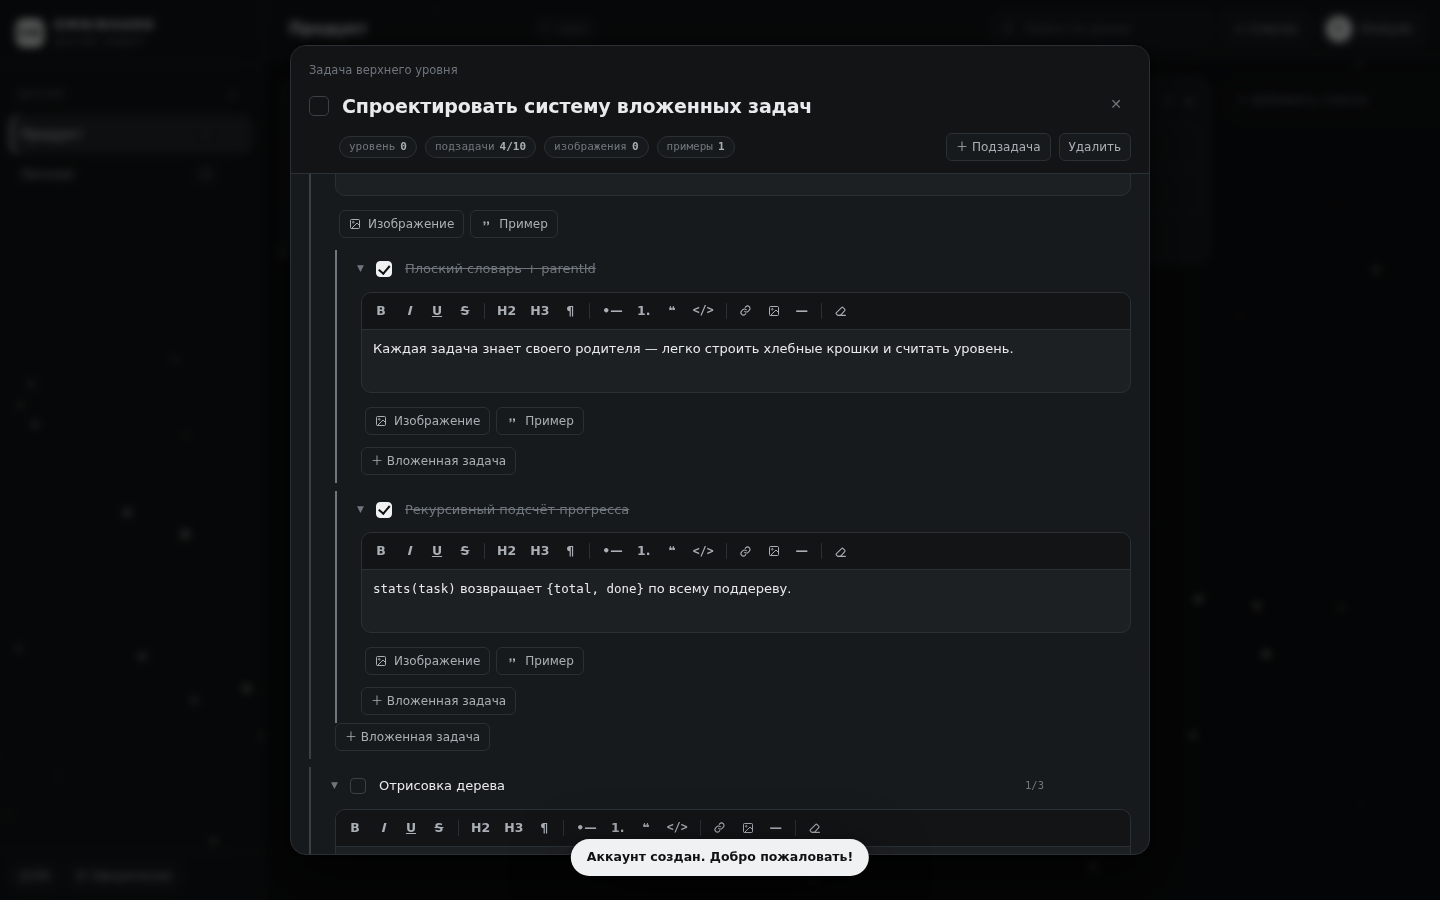 Продукт
Задача верхнего уровня
Спроектировать систему вложенных задач
×
уровень 0 подзадачи 4/10 изображения 0 примеры 1
+ Подзадача Удалить
Изображение ” Пример
Плоский словарь + parentId
B I U S H2 H3 ¶ •— 1. ❝ </> —
Каждая задача знает своего родителя — легко строить хлебные крошки и считать уровень.
Изображение ” Пример
+ Вложенная задача
Рекурсивный подсчёт прогресса
B I U S H2 H3 ¶ •— 1. ❝ </> —
stats(task) возвращает {total, done} по всему поддереву.
Изображение ” Пример
+ Вложенная задача
+ Вложенная задача
Отрисовка дерева 1/3
B I U S H2 H3 ¶ •— 1. ❝ </> —
Аккаунт создан. Добро пожаловать!